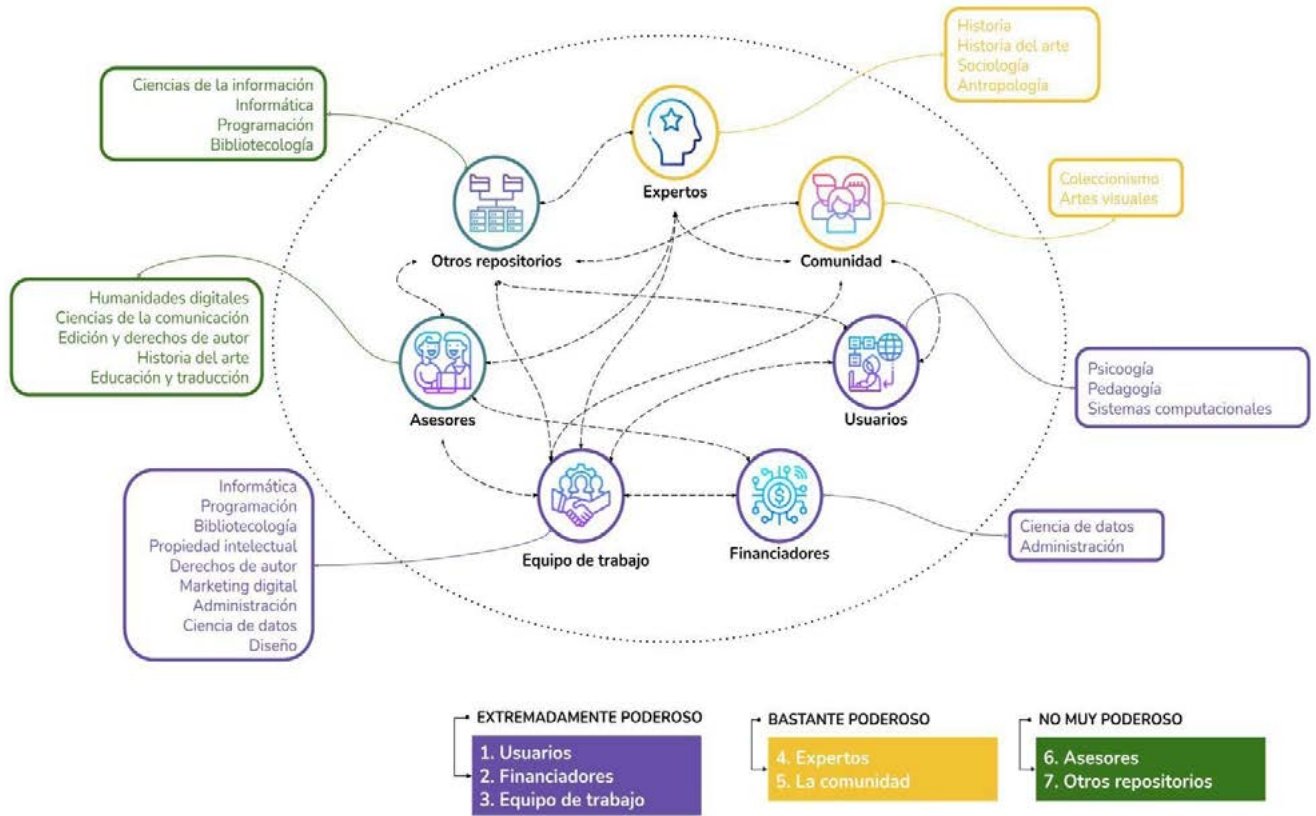 Historia
Historia del arte
Sociología
Antropología
Ciencias de la información
Informática
Programación
Bibliotecología
Expertos
Coleccionismo
Artes visuales
Otros repositorios
Comunidad
Humanidades digitales
Ciencias de la comunicación
Edición y derechos de autor
Historia del arte
Educación y traducción
Asesores
Usuarios
Psicoogía
Pedagogía
Sistemas computacionales
Informática
Programación
Bibliotecología
Propiedad intelectual
Derechos de autor
Marketing digital
Administración
Ciencia de datos
Diseño
Equipo de trabajo
$
Financiadores
Ciencia de datos
Administración
EXTREMADAMENTE PODEROSO
1. Usuarios
2. Financiadores
3. Equipo de trabajo
BASTANTE PODEROSO
4. Expertos
5. La comunidad
NO MUY PODEROSO
6. Asesores
7. Otros repositorios